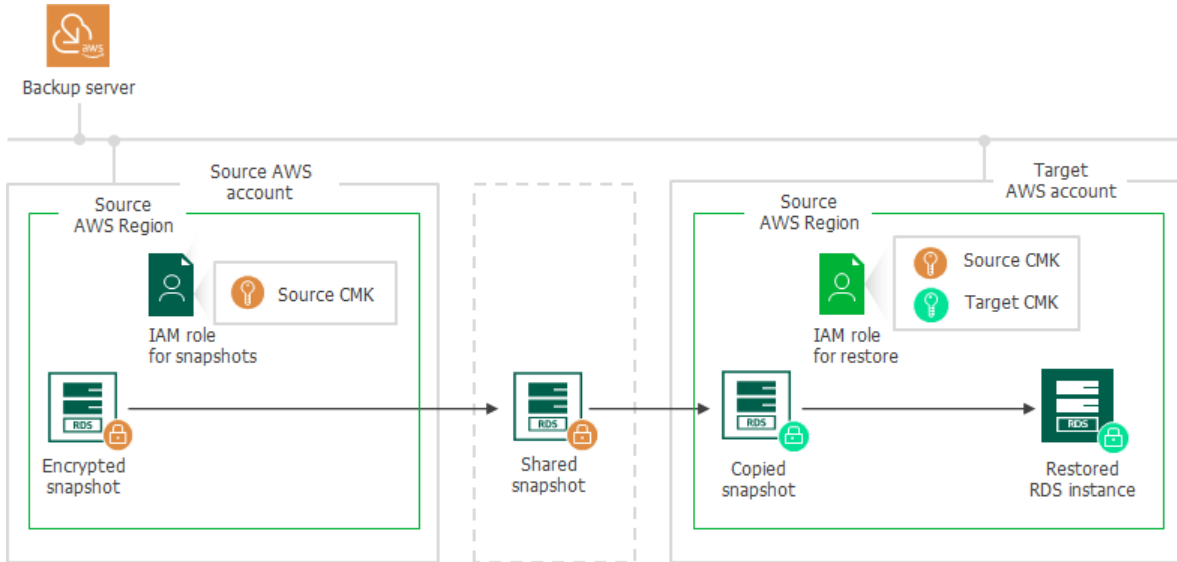 aws
Backup server
Source AWS
account
Source
AWS Region
Source CMK
IAM role
for snapshots
RDS
Encrypted
snapshot
RDS
Shared
snapshot
Target
AWS account
Source
AWS Region
Source CMK
Target CMK
IAM role
for restore
RDS
Copied
snapshot
RDS
Restored
RDS instance